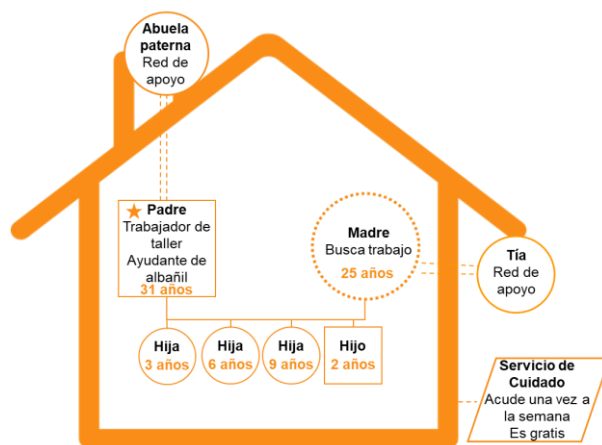 Abuela
paterna
Red de
apoyo
Padre
Trabajador de
taller
Ayudante de
albañil
31 años
Madre
Busca trabajo
25 años
Tía
Red de
apoyo
Hija
3 años
Hija
6 años
Hija
9 años
Hijo
2 años
Servicio de
Cuidado
Acude una vez a
la semana
Es gratis